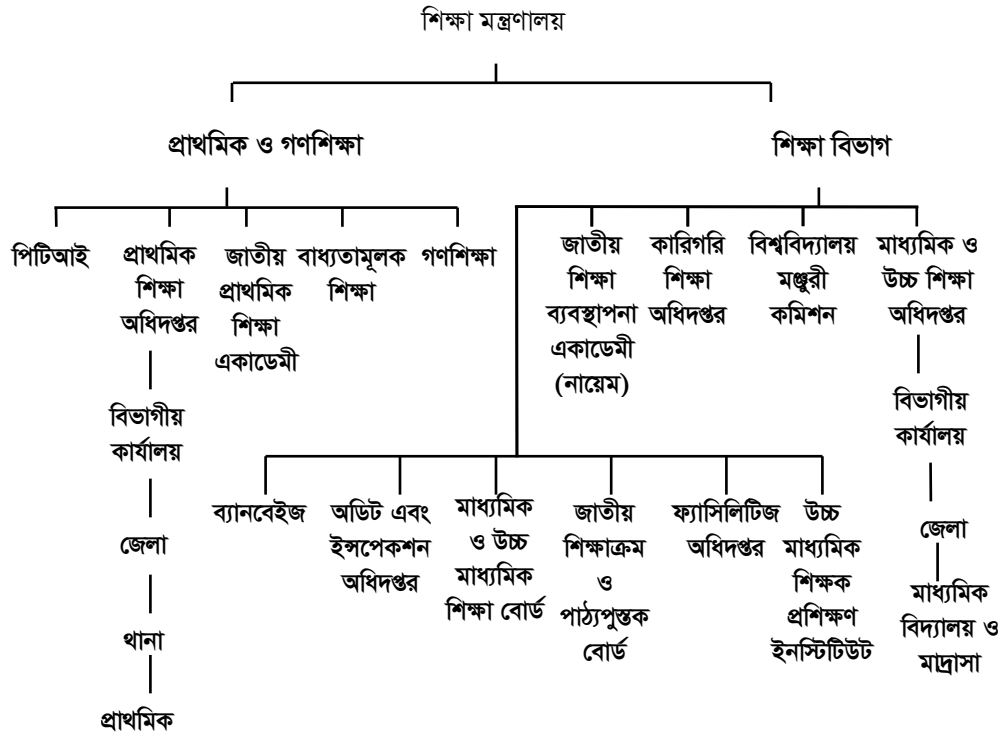 শিক্ষা মন্ত্রণালয়
প্রাথমিক ও গণশিক্ষা
শিক্ষা বিভাগ
পিটিআই
প্রাথমিক
শিক্ষা
অধিদপ্তর
জাতীয়
প্রাথমিক
শিক্ষা
একাডেমী
বাধ্যতামূলক
শিক্ষা
গণশিক্ষা
জাতীয়
শিক্ষা
ব্যবস্থাপনা
একাডেমী
(নায়েম)
কারিগরি
শিক্ষা
অধিদপ্তর
বিশ্ববিদ্যালয়
মঞ্জুরী
কমিশন
মাধ্যমিক ও
উচ্চ শিক্ষা
অধিদপ্তর
বিভাগীয়
কার্যালয়
জেলা
থানা
প্রাথমিক
ব্যানবেইজ
অডিট এবং
ইন্সপেকশন
অধিদপ্তর
মাধ্যমিক
ও উচ্চ
মাধ্যমিক
শিক্ষা বোর্ড
জাতীয়
শিক্ষাক্রম
ও
পাঠ্যপুস্তক
বোর্ড
ফ্যাসিলিটিজ
অধিদপ্তর
উচ্চ
মাধ্যমিক
শিক্ষক
প্রশিক্ষণ
ইনস্টিটিউট
বিভাগীয়
কার্যালয়
জেলা
মাধ্যমিক
বিদ্যালয় ও
মাদ্রাসা